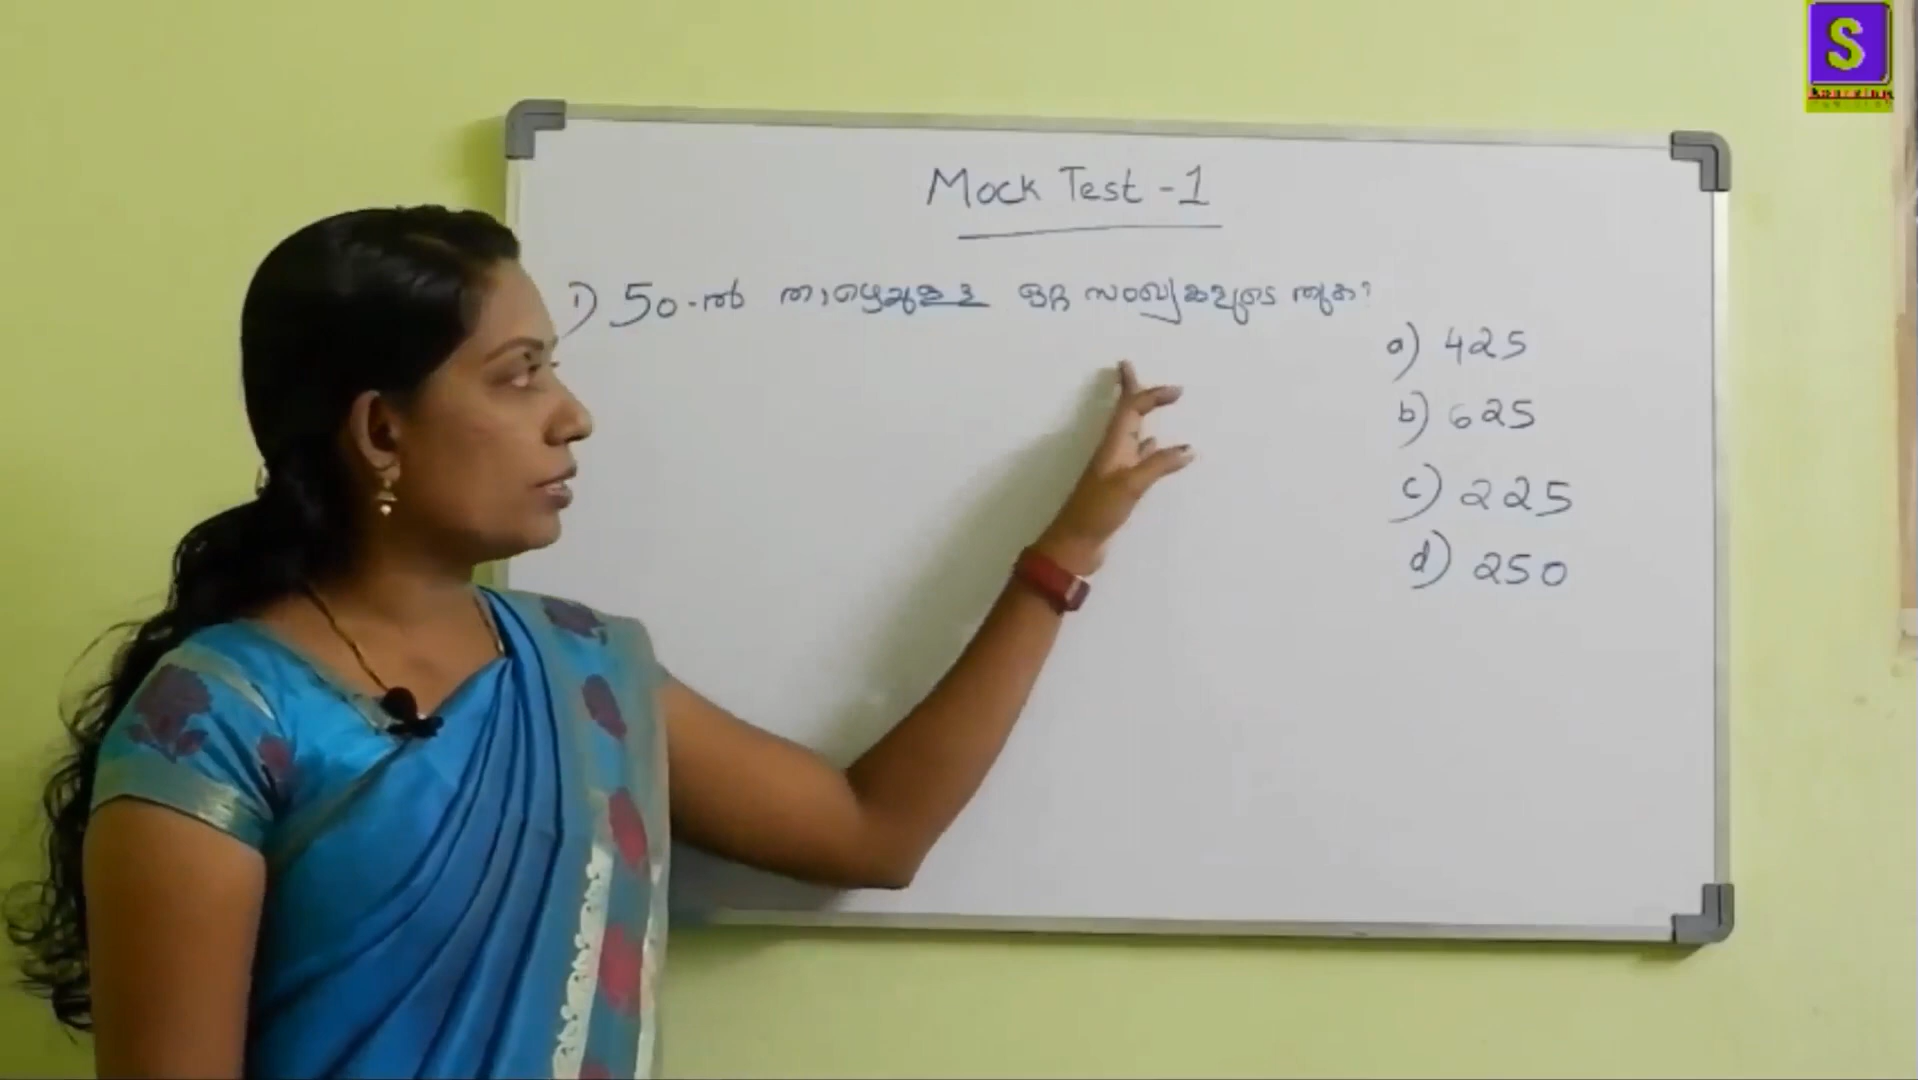 Mock Test -1
1) 50-ൽ താഴെയുള്ള ഒറ്റ സംഖ്യകളുടെ തുക?
a) 425
b) 625
c) 225
d) 250
S